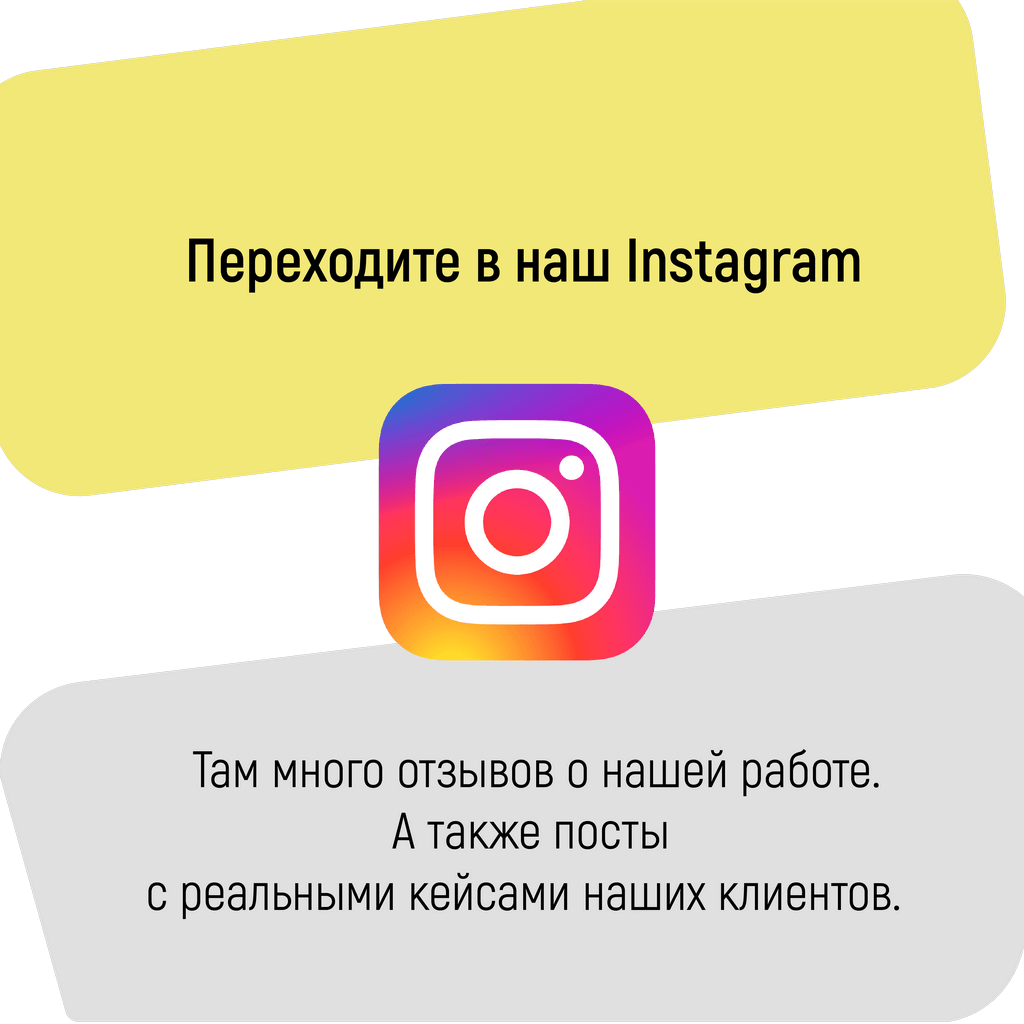 Переходите в наш Instagram
Там много отзывов о нашей работе.
А также посты
с реальными кейсами наших клиентов.